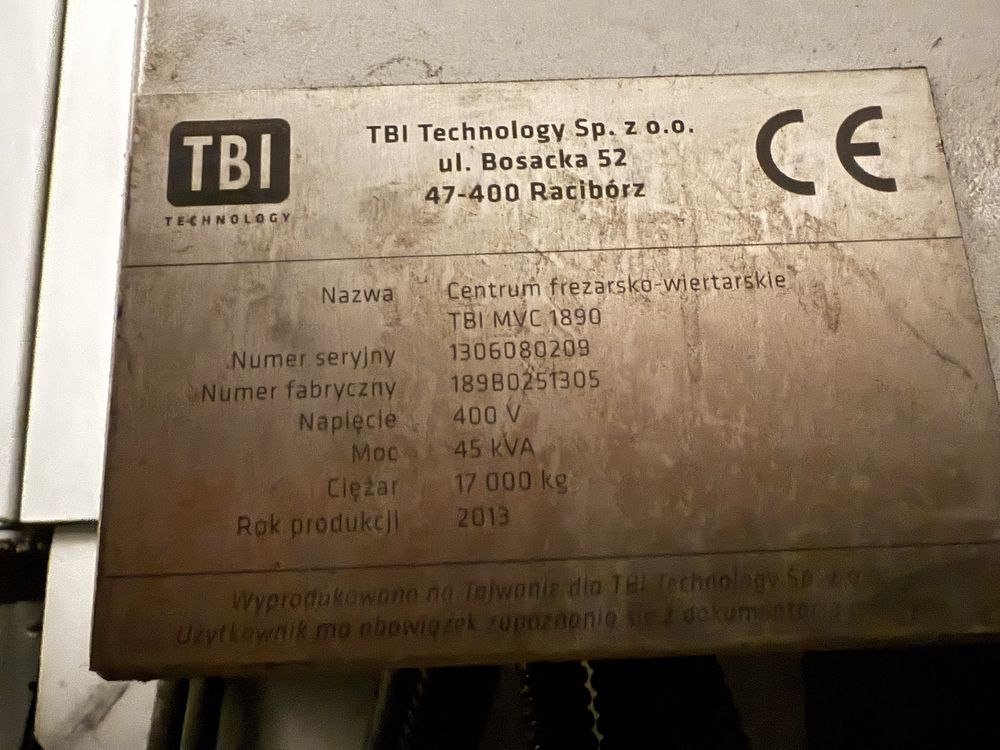 TBI
TECHNOLOGY
TBI Technology Sp. z o.o.
ul. Bosacka 52
47-400 Racibórz
CE
Nazwa Centrum frezarsko-wiertarskie
TBI MVC 1890
Numer seryjny 1306080209
Numer fabryczny 189B0251305
Napięcie 400 V
Moc 45 kVA
Ciężar 17 000 kg
Rok produkcji 2013
Wyprodukowano na Tajwanie dla TBI Technology Sp. z o.o.
Użytkownik ma obowiązek zapoznania się z